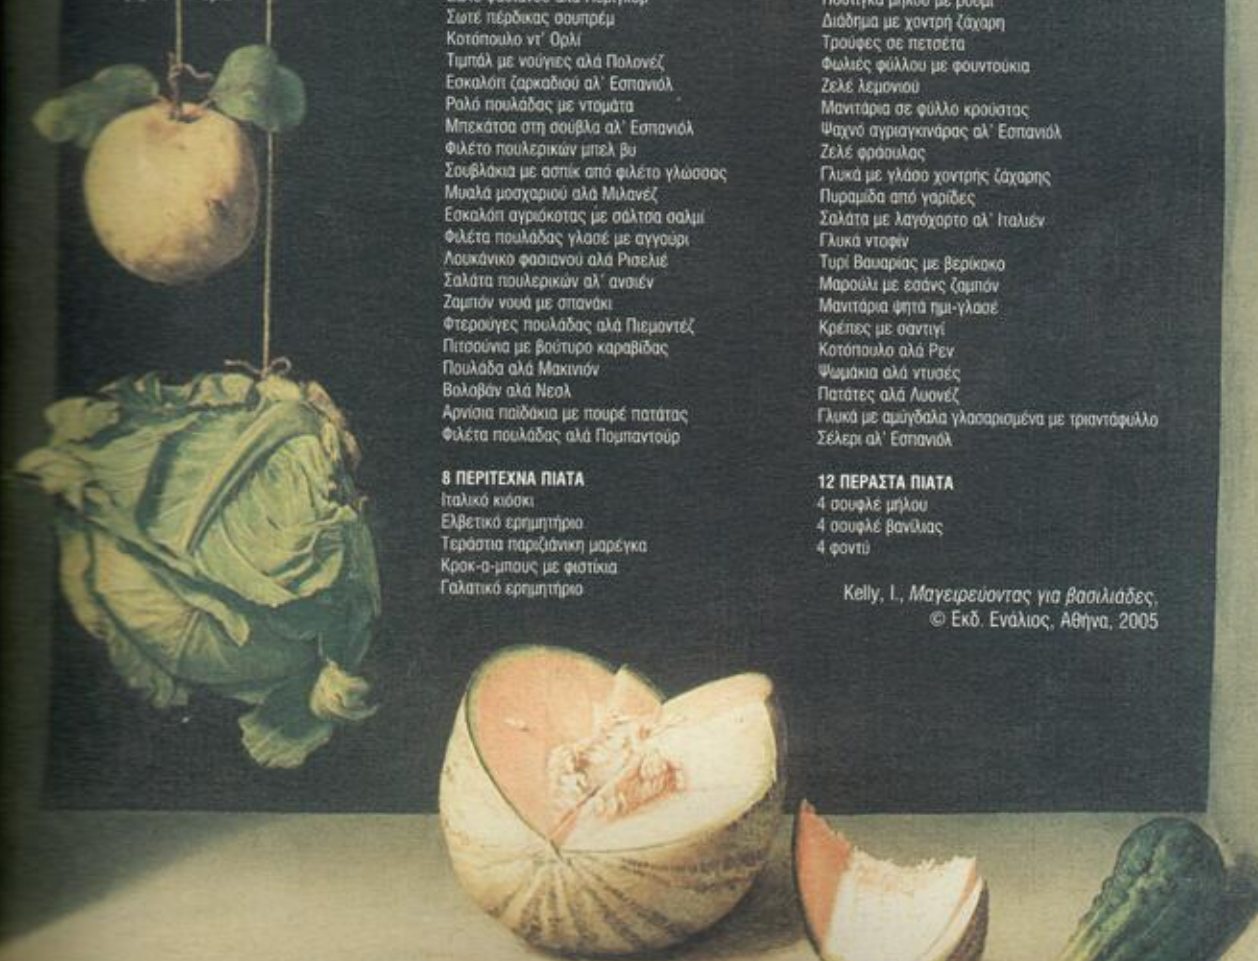 Σωτέ πέρδικας σουπρέμ
Κοτόπουλο ντ' Ορλί
Τιμπάλ με νούγιες αλά Πολονέζ
Εσκαλόπ ζαρκαδιού αλ' Εσπανιόλ
Ρολό πουλάδας με ντομάτα
Μπεκάτσα στη σούβλα αλ' Εσπανιόλ
Φιλέτο πουλερικών μπελ βυ
Σουβλάκια με ασπίκ από φιλέτο γλώσσας
Μυαλά μοσχαριού αλά Μιλανέζ
Εσκαλόπ αγριόκοτας με σάλτσα σαλμί
Φιλέτα πουλάδας γλασέ με αγγούρι
Λουκάνικο φασιανού αλά Ρισελιέ
Σαλάτα πουλερικών αλ' ανσιέν
Ζαμπόν νουά με σπανάκι
Φτερούγες πουλάδας αλά Πιεμοντέζ
Πιτσούνια με βούτυρο καραβίδας
Πουλάδα αλά Μακινιόν
Βολοβάν αλά Νεσλ
Αρνίσια παϊδάκια με πουρέ πατάτας
Φιλέτα πουλάδας αλά Πομπαντούρ
8 ΠΕΡΙΤΕΧΝΑ ΠΙΑΤΑ
Ιταλικό κιόσκι
Ελβετικό ερημητήριο
Τεράστια παριζιάνικη μαρέγκα
Κροκ-α-μπους με φιστίκια
Γαλατικό ερημητήριο
Πουτίγκα μήλου με ρούμι
Διάδημα με χοντρή ζάχαρη
Τρούφες σε πετσέτα
Φωλιές φύλλου με φουντούκια
Ζελέ λεμονιού
Μανιτάρια σε φύλλο κρούστας
Ψαχνό αγριαγκινάρας αλ' Εσπανιόλ
Ζελέ φράουλας
Γλυκά με γλάσο χοντρής ζάχαρης
Πυραμίδα από γαρίδες
Σαλάτα με λαγόχορτο αλ' Ιταλιέν
Γλυκά ντοφίν
Τυρί Βαυαρίας με βερίκοκο
Μαρούλι με εσάνς ζαμπόν
Μανιτάρια ψητά ημι-γλασέ
Κρέπες με σαντιγί
Κοτόπουλο αλά Ρεν
Ψωμάκια αλά ντυσές
Πατάτες αλά Λυονέζ
Γλυκά με αμύγδαλα γλασαρισμένα με τριαντάφυλλο
Σέλερι αλ' Εσπανιόλ
12 ΠΕΡΑΣΤΑ ΠΙΑΤΑ
4 σουφλέ μήλου
4 σουφλέ βανίλιας
4 φοντύ
Kelly, I., Μαγειρεύοντας για βασιλιάδες,
© Εκδ. Ενάλιος, Αθήνα, 2005